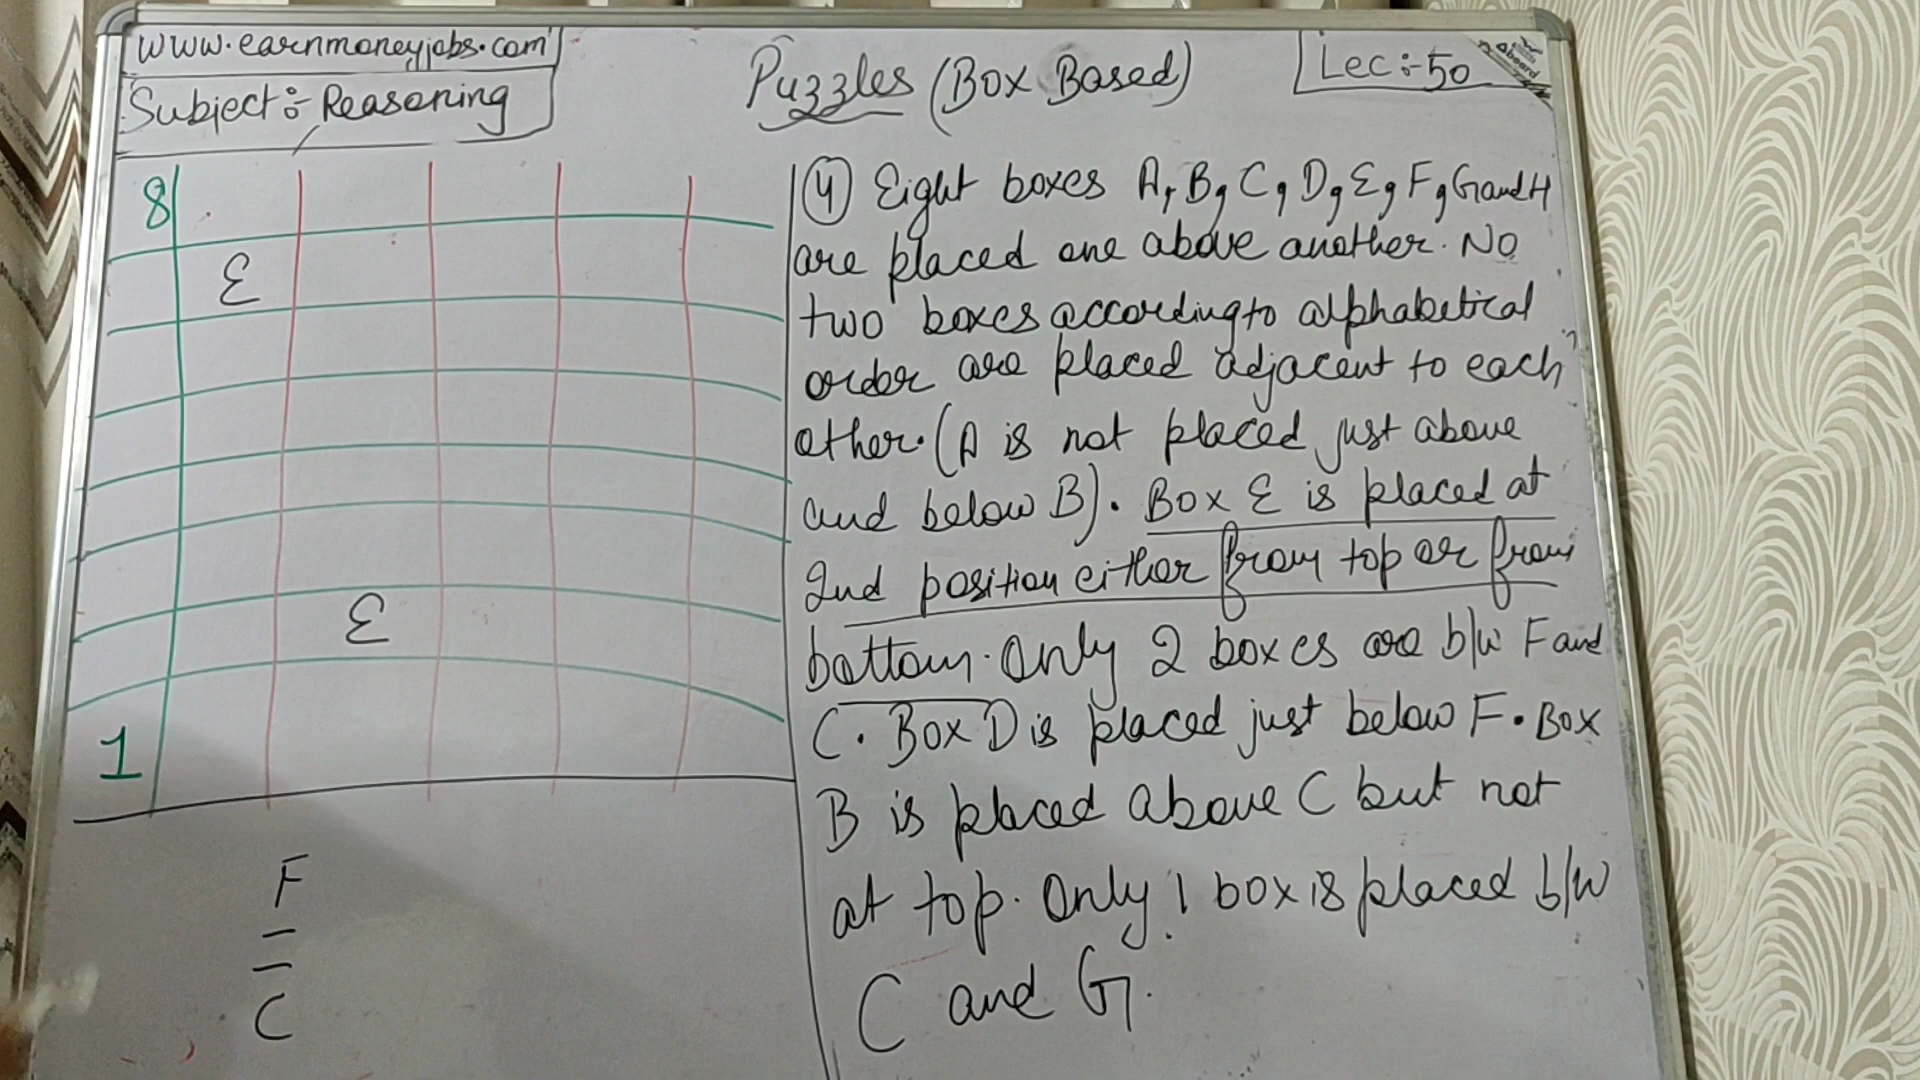 www.earnmoneyjobs.com
Subject:- Reasoning
Puzzles (Box Based)
Lec:-50
8
E
E
1
F
C
④ Eight boxes A, B, C, D, E, F, G and H
are placed one above another. No
two boxes according to alphabetical
order are placed adjacent to each
other. (A is not placed just above
and below B). Box E is placed at
2nd position either from top or from
bottom. Only 2 boxes are b/w F and
C. Box D is placed just below F. Box
B is placed above C but not
at top. Only 1 box is placed b/w
C and G.